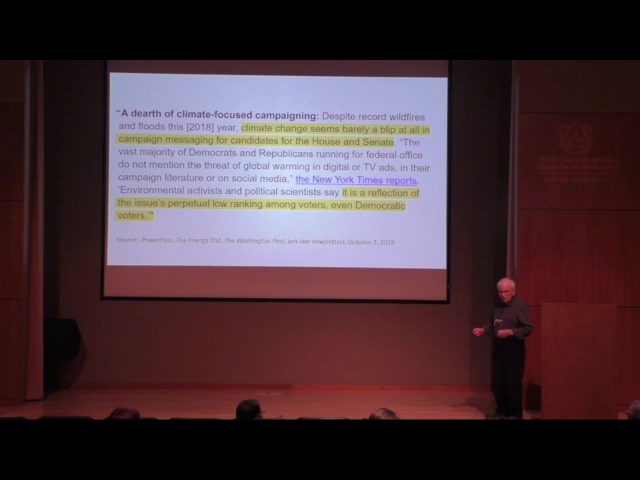 “A dearth of climate-focused campaigning: Despite record wildfires
and floods this [2018] year, climate change seems barely a blip at all in
campaign messaging for candidates for the House and Senate. “The
vast majority of Democrats and Republicans running for federal office
do not mention the threat of global warming in digital or TV ads, in their
campaign literature or on social media,” the New York Times reports.
‘Environmental activists and political scientists say it is a reflection of
the issue’s perpetual low ranking among voters, even Democratic
voters.’”
Source: PowerPost, The Energy 202, The Washington Post, (on-line newsletter), October 3, 2018